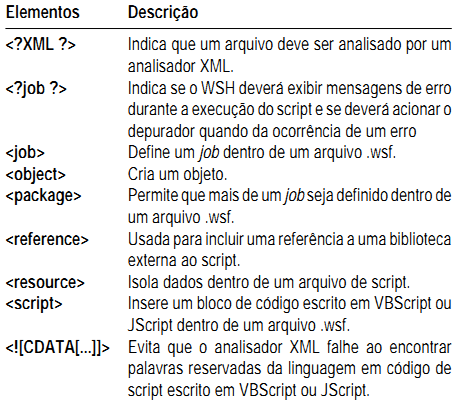 Elementos Descrição
<?XML ?> Indica que um arquivo deve ser analisado por um
analisador XML.
<?job ?> Indica se o WSH deverá exibir mensagens de erro
durante a execução do script e se deverá acionar o
depurador quando da ocorrência de um erro
<job> Define um job dentro de um arquivo .wsf.
<object> Cria um objeto.
<package> Permite que mais de um job seja definido dentro de
um arquivo .wsf.
<reference> Usada para incluir uma referência a uma biblioteca
externa ao script.
<resource> Isola dados dentro de um arquivo de script.
<script> Insere um bloco de código escrito em VBScript ou
JScript dentro de um arquivo .wsf.
<![CDATA[...]]> Evita que o analisador XML falhe ao encontrar
palavras reservadas da linguagem em código de
script escrito em VBScript ou JScript.